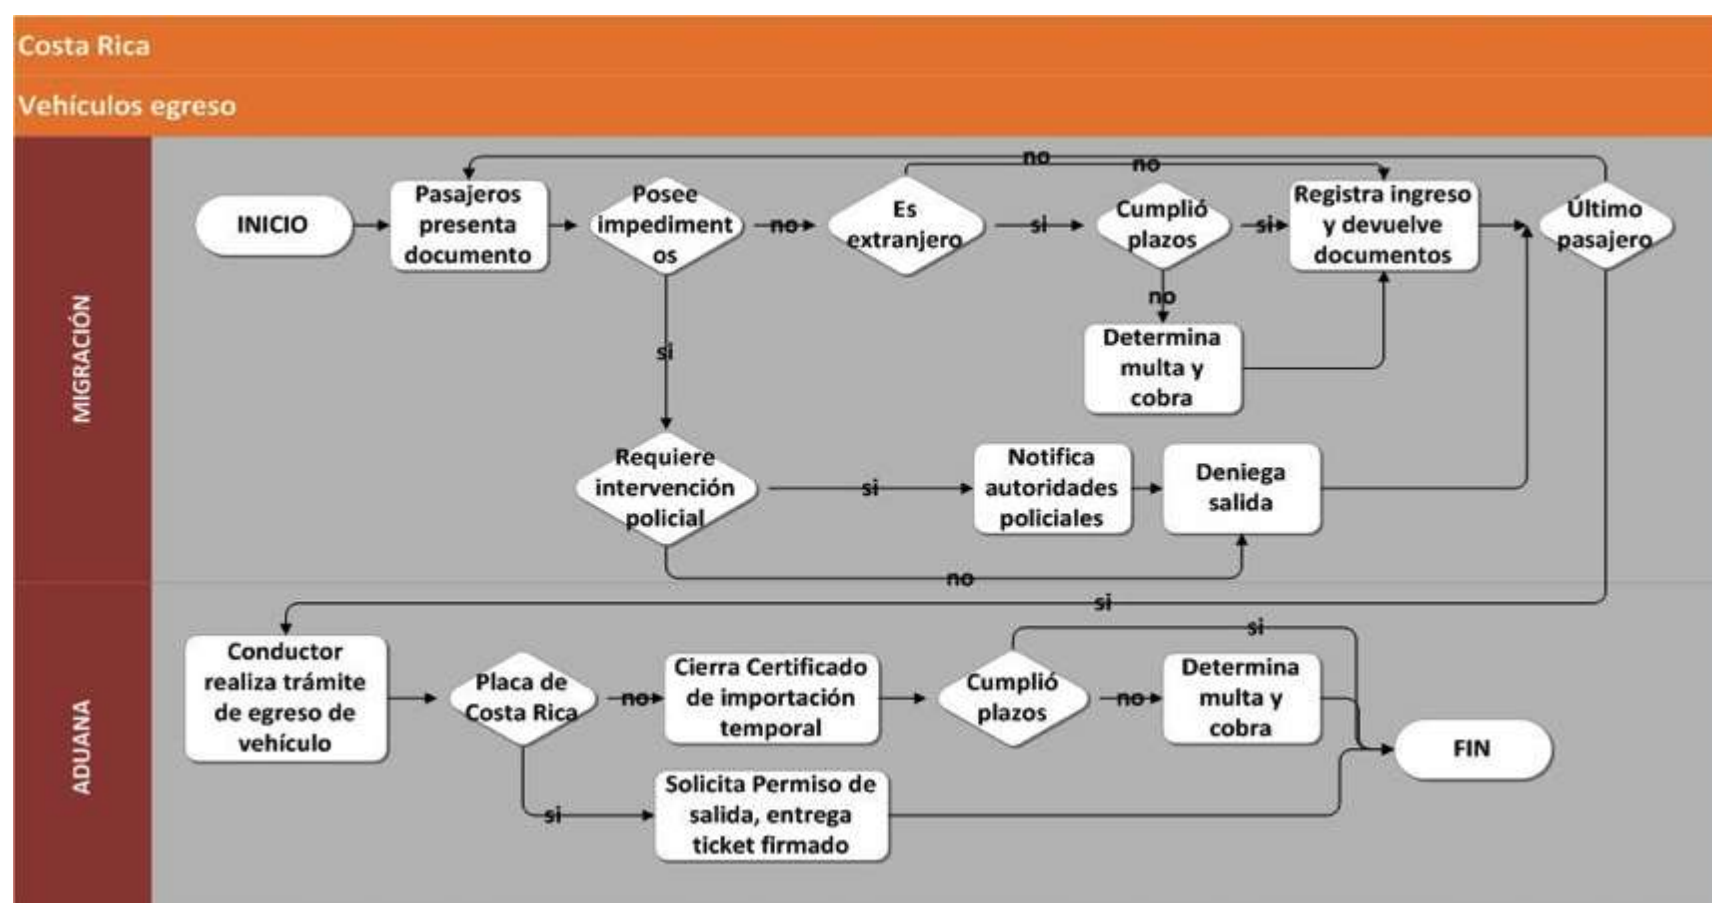 Costa Rica
Vehículos egreso
MIGRACIÓN
no
no
INICIO
Pasajeros
presenta
documento
Posee
impediment
os
no
Es
extranjero
si
Cumplió
plazos
si
Registra ingreso
y devuelve
documentos
Último
pasajero
no
Determina
multa y
cobra
si
Requiere
intervención
policial
si
Notifica
autoridades
policiales
Deniega
salida
no
si
ADUANA
Conductor
realiza trámite
de egreso de
vehículo
Placa de
Costa Rica
no
Cierra Certificado
de importación
temporal
Cumplió
plazos
si
no
Determina
multa y
cobra
FIN
si
Solicita Permiso de
salida, entrega
ticket firmado